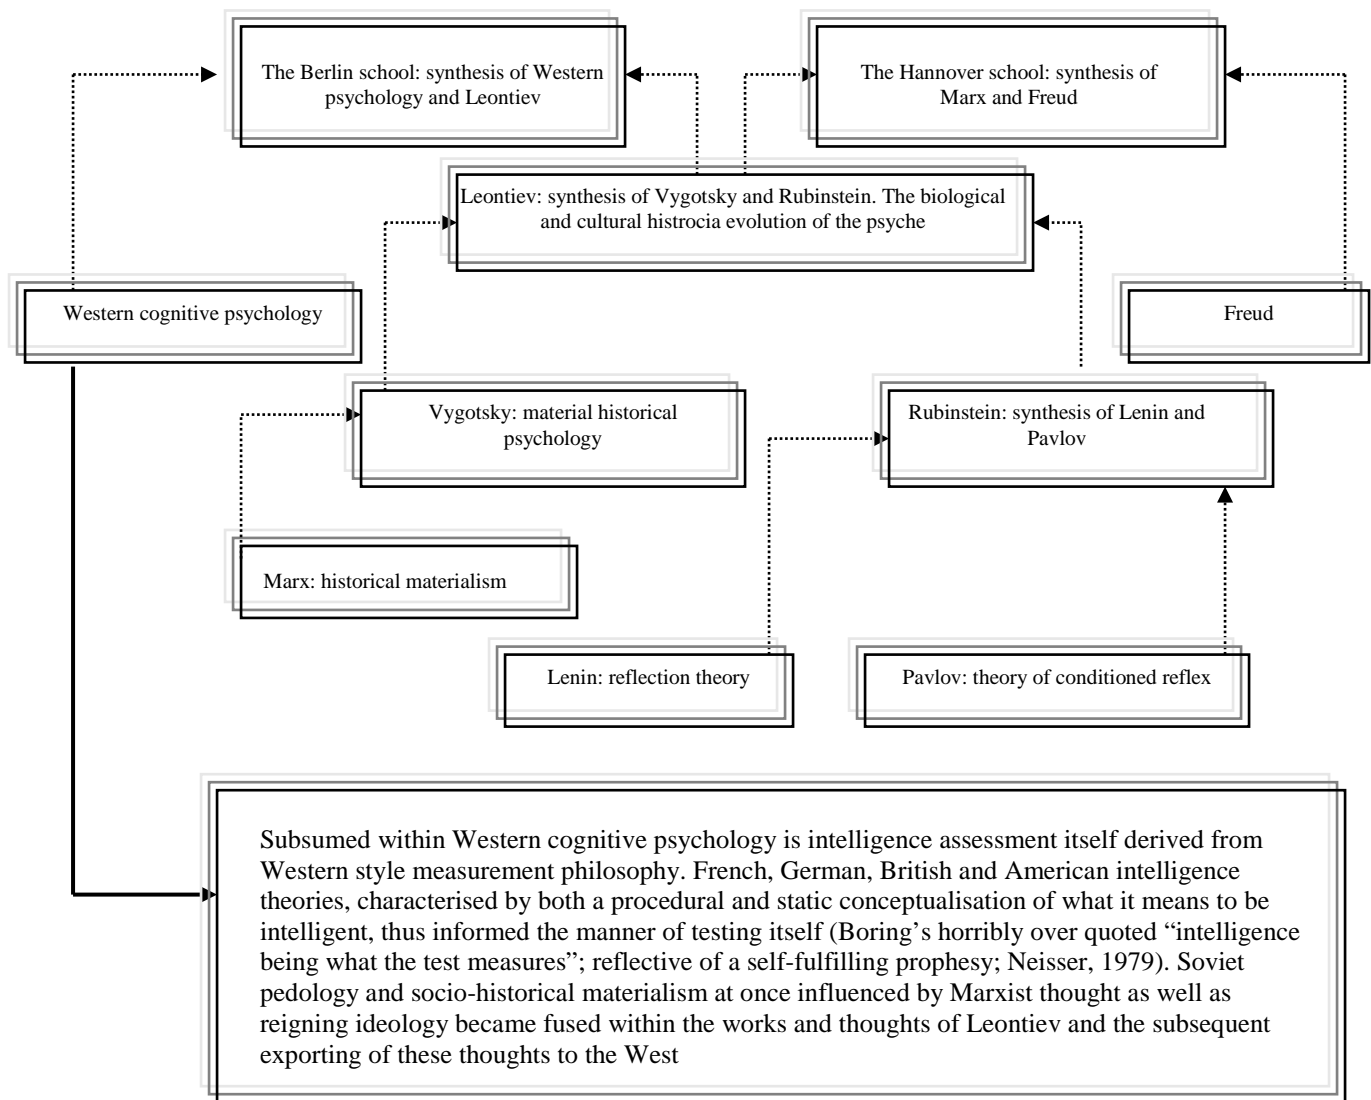 The Berlin school: synthesis of Western
psychology and Leontiev
The Hannover school: synthesis of
Marx and Freud
Leontiev: synthesis of Vygotsky and Rubinstein. The biological
and cultural histrocia evolution of the psyche
Western cognitive psychology
Freud
Vygotsky: material historical
psychology
Rubinstein: synthesis of Lenin and
Pavlov
Marx: historical materialism
Lenin: reflection theory
Pavlov: theory of conditioned reflex
Subsumed within Western cognitive psychology is intelligence assessment itself derived from
Western style measurement philosophy. French, German, British and American intelligence
theories, characterised by both a procedural and static conceptualisation of what it means to be
intelligent, thus informed the manner of testing itself (Boring’s horribly over quoted “intelligence
being what the test measures”; reflective of a self-fulfilling prophesy; Neisser, 1979). Soviet
pedology and socio-historical materialism at once influenced by Marxist thought as well as
reigning ideology became fused within the works and thoughts of Leontiev and the subsequent
exporting of these thoughts to the West